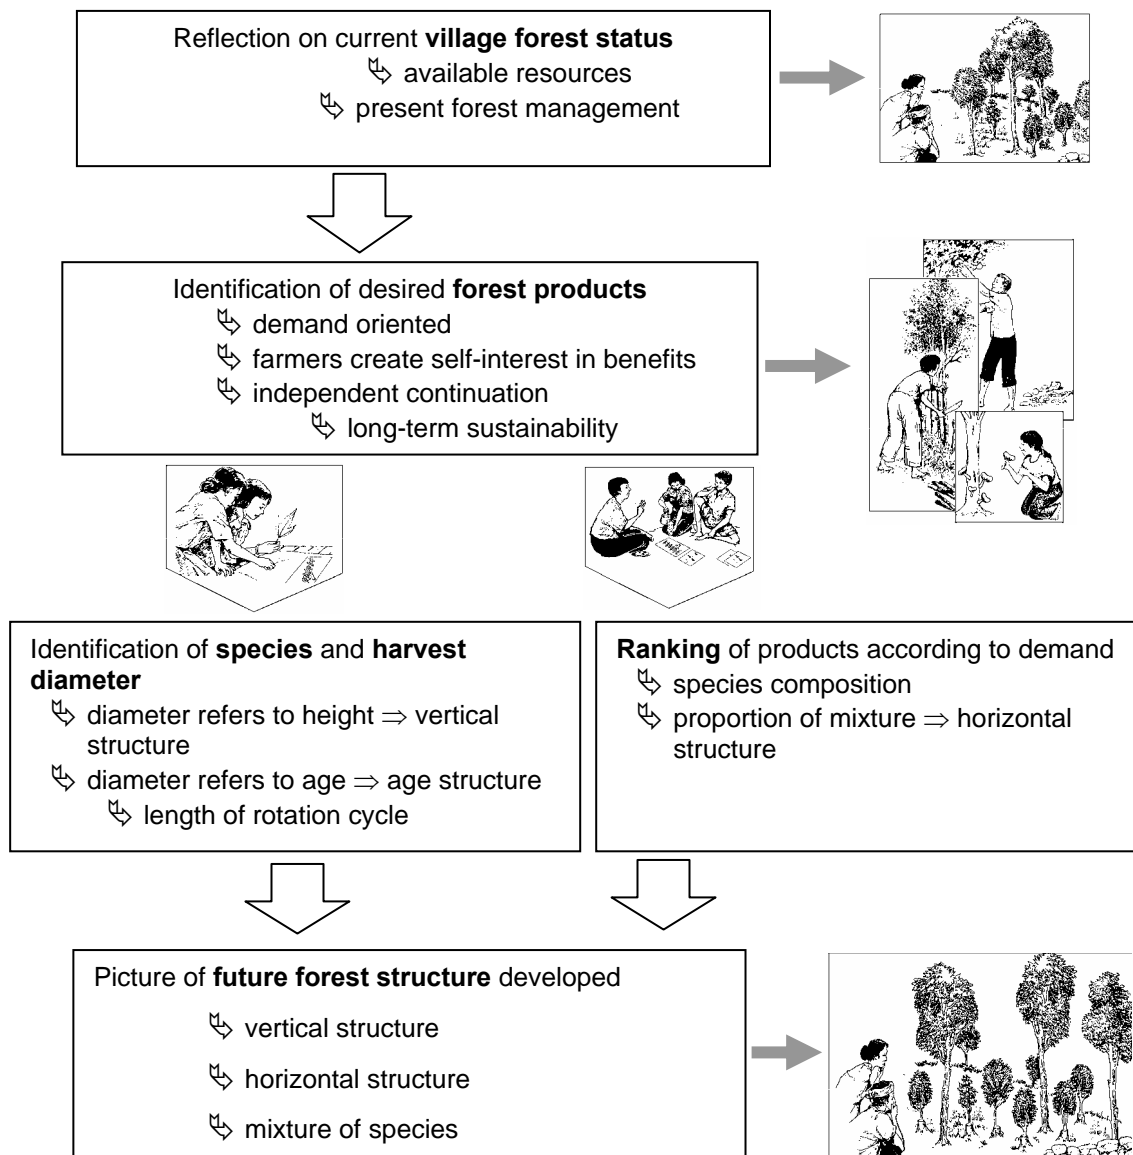 Reflection on current village forest status
available resources
present forest management
Identification of desired forest products
demand oriented
farmers create self-interest in benefits
independent continuation
long-term sustainability
Identification of species and harvest
diameter
diameter refers to height ⇒ vertical
structure
diameter refers to age ⇒ age structure
length of rotation cycle
Ranking of products according to demand
species composition
proportion of mixture ⇒ horizontal
structure
Picture of future forest structure developed
vertical structure
horizontal structure
mixture of species